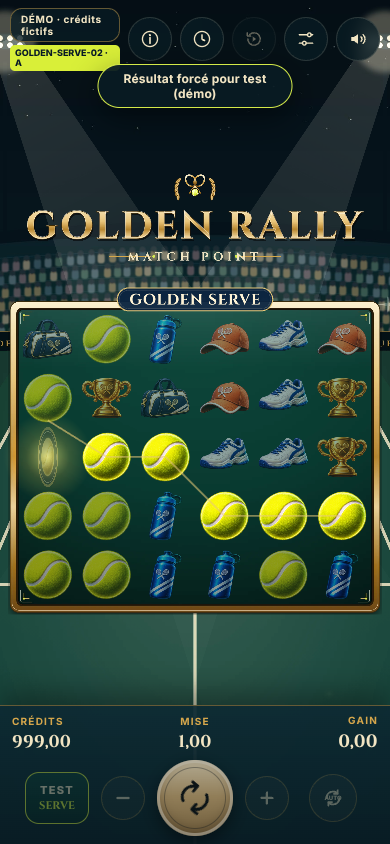 DÉMO · crédits
fictifs
GOLDEN-SERVE-02 ·
A
Résultat forcé pour test
(démo)
GOLDEN RALLY
MATCH POINT
GOLDEN SERVE
CRÉDITS
MISE
GAIN
999,00
1,00
0,00
TEST
SERVE
AUTO